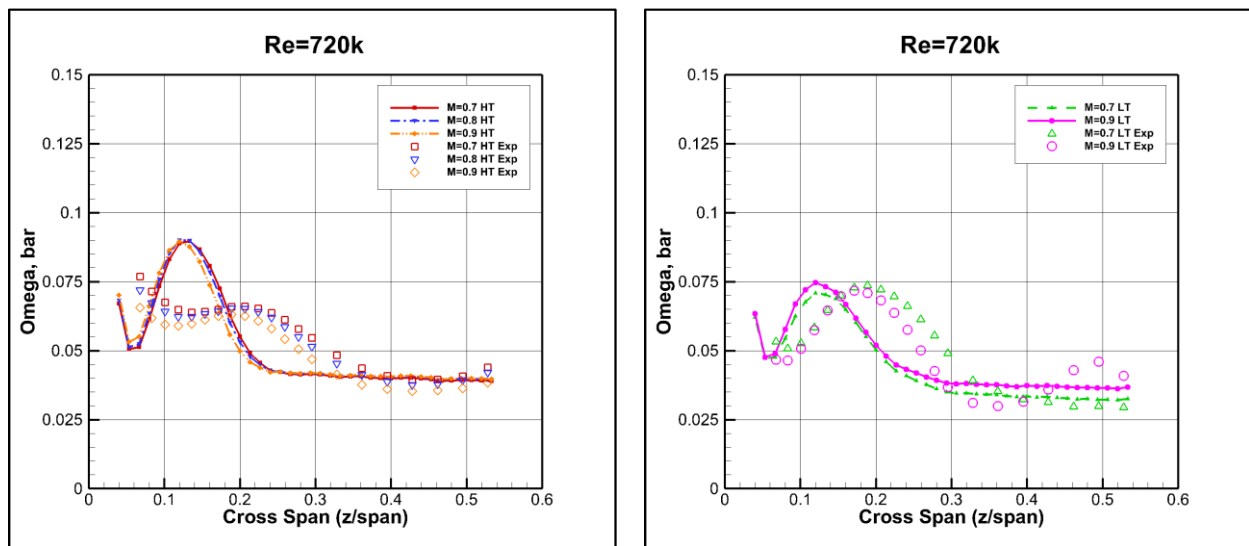 Re=720k
0.15
0.125
0.1
0.075
0.05
0.025
0
Omega, bar
M=0.7 HT
M=0.8 HT
M=0.9 HT
M=0.7 HT Exp
M=0.8 HT Exp
M=0.9 HT Exp
0 0.1 0.2 0.3 0.4 0.5 0.6
Cross Span (z/span)
Re=720k
0.15
0.125
0.1
0.075
0.05
0.025
0
Omega, bar
M=0.7 LT
M=0.9 LT
M=0.7 LT Exp
M=0.9 LT Exp
0 0.1 0.2 0.3 0.4 0.5 0.6
Cross Span (z/span)